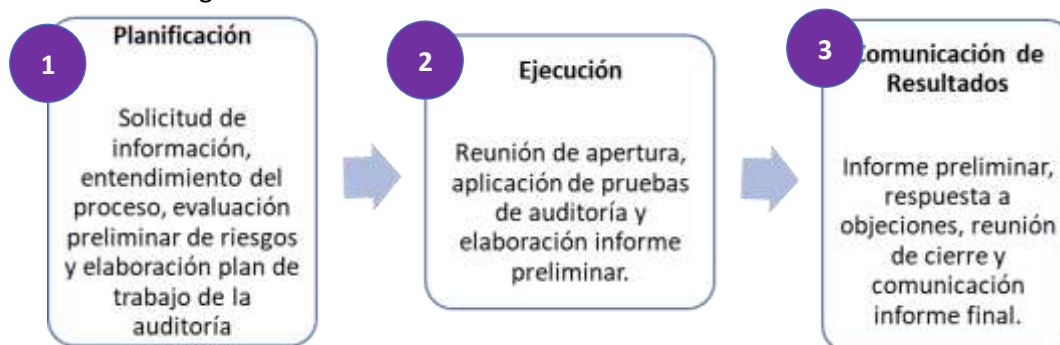 1
Planificación
Solicitud de
información,
entendimiento del
proceso, evaluación
preliminar de riesgos
y elaboración plan de
trabajo de la
auditoría
2
Ejecución
Reunión de apertura,
aplicación de pruebas
de auditoría y
elaboración informe
preliminar.
3
omunicación de
Resultados
Informe preliminar,
respuesta a
objeciones, reunión
de cierre y
comunicación
informe final.